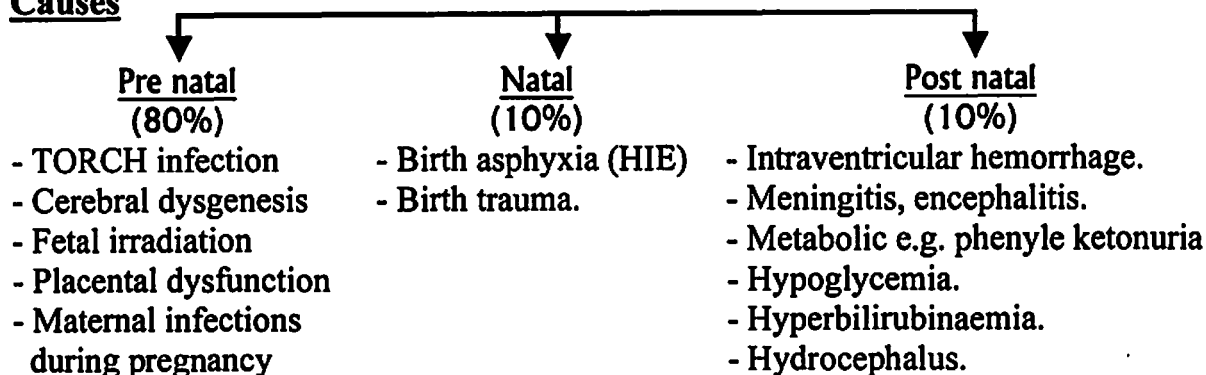 Causes
Pre natal
(80%)
- TORCH infection
- Cerebral dysgenesis
- Fetal irradiation
- Placental dysfunction
- Maternal infections
during pregnancy
Natal
(10%)
- Birth asphyxia (HIE)
- Birth trauma.
Post natal
(10%)
- Intraventricular hemorrhage.
- Meningitis, encephalitis.
- Metabolic e.g. phenyle ketonuria
- Hypoglycemia.
- Hyperbilirubinaemia.
- Hydrocephalus.